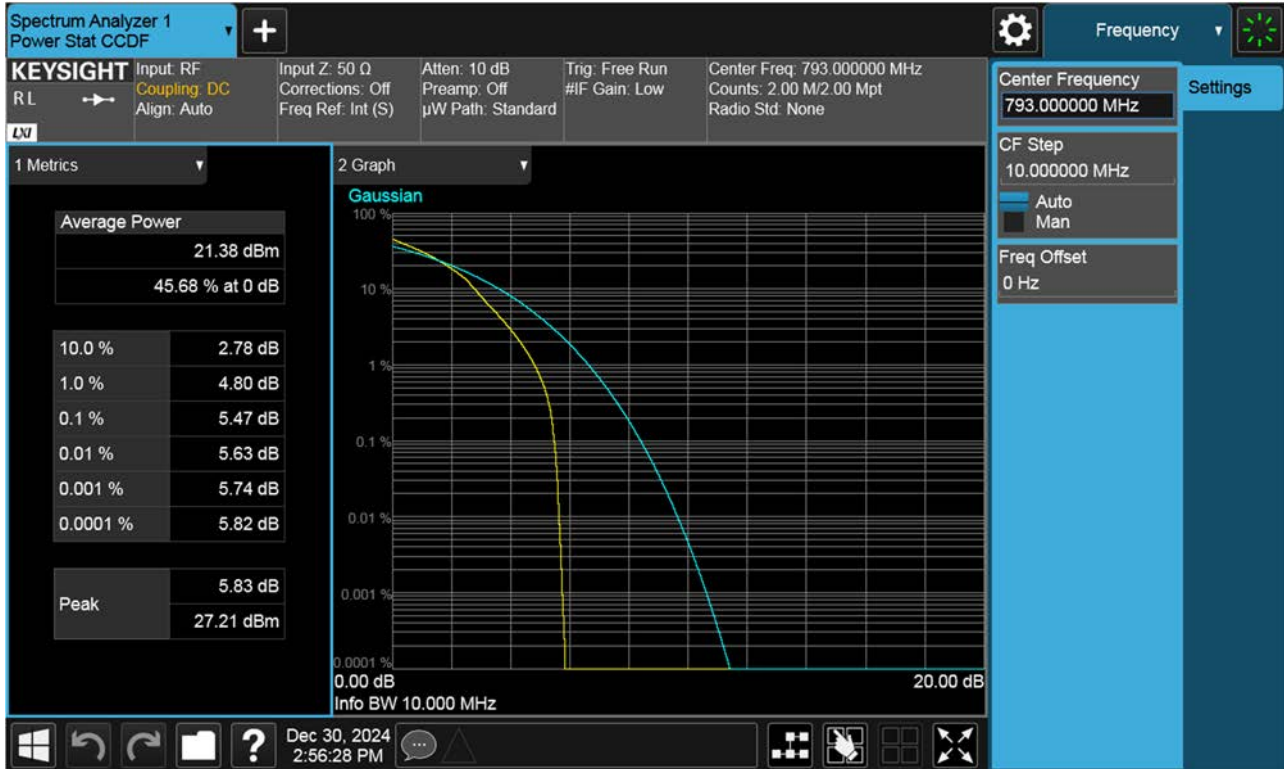 Spectrum Analyzer 1
Power Stat CCDF
+
Frequency
KEYSIGHT
RL
LXI
Input: RF
Coupling: DC
Align: Auto
Input Z: 50 Ω
Corrections: Off
Freq Ref: Int (S)
Atten: 10 dB
Preamp: Off
µW Path: Standard
Trig: Free Run
#IF Gain: Low
Center Freq: 793.000000 MHz
Counts: 2.00 M/2.00 Mpt
Radio Std: None
Center Frequency
793.000000 MHz
Settings
CF Step
10.000000 MHz
Auto
Man
Freq Offset
0 Hz
1 Metrics
Average Power
21.38 dBm
45.68 % at 0 dB
10.0 % 2.78 dB
1.0 % 4.80 dB
0.1 % 5.47 dB
0.01 % 5.63 dB
0.001 % 5.74 dB
0.0001 % 5.82 dB
Peak
5.83 dB
27.21 dBm
2 Graph
Gaussian
100 %
10 %
1 %
0.1 %
0.01 %
0.001 %
0.0001 %
0.00 dB 20.00 dB
Info BW 10.000 MHz
?
Dec 30, 2024
2:56:28 PM